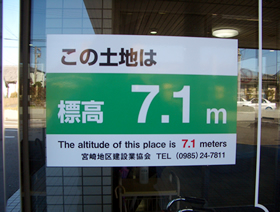 この土地は
標高 7.1 m
The altitude of this place is 7.1 meters
宮崎地区建設業協会 TEL (0985) 24-7811